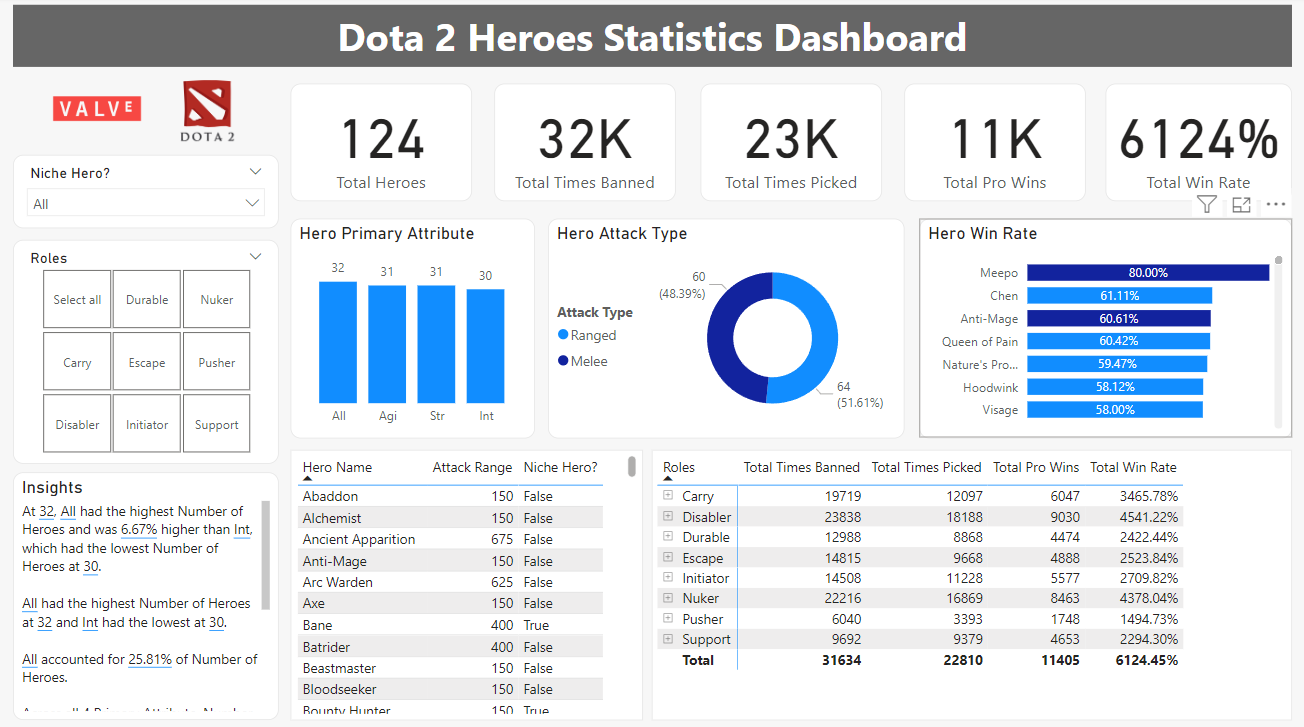 Dota 2 Heroes Statistics Dashboard
VALVE
DOTA 2
124
Total Heroes
32K
Total Times Banned
23K
Total Times Picked
11K
Total Pro Wins
6124%
Total Win Rate
Niche Hero?
All
Roles
Select all Durable Nuker
Carry Escape Pusher
Disabler Initiator Support
Hero Primary Attribute
32 31 31 30
All Agi Str Int
Hero Attack Type
60
(48.39%)
Attack Type
Ranged
Melee
64
(51.61%)
Hero Win Rate
Meepo 80.00%
Chen 61.11%
Anti-Mage 60.61%
Queen of Pain 60.42%
Nature's Pro... 59.47%
Hoodwink 58.12%
Visage 58.00%
Insights
At 32, All had the highest Number of
Heroes and was 6.67% higher than Int,
which had the lowest Number of
Heroes at 30.
All had the highest Number of Heroes
at 32 and Int had the lowest at 30.
All accounted for 25.81% of Number of
Heroes.
Hero Name Attack Range Niche Hero?
Abaddon 150 False
Alchemist 150 False
Ancient Apparition 675 False
Anti-Mage 150 False
Arc Warden 625 False
Axe 150 False
Bane 400 True
Batrider 400 False
Beastmaster 150 False
Bloodseeker 150 False
Bounty Hunter 150 True
Roles Total Times Banned Total Times Picked Total Pro Wins Total Win Rate
Carry 19719 12097 6047 3465.78%
Disabler 23838 18188 9030 4541.22%
Durable 12988 8868 4474 2422.44%
Escape 14815 9668 4888 2523.84%
Initiator 14508 11228 5577 2709.82%
Nuker 22216 16869 8463 4378.04%
Pusher 6040 3393 1748 1494.73%
Support 9692 9379 4653 2294.30%
Total 31634 22810 11405 6124.45%